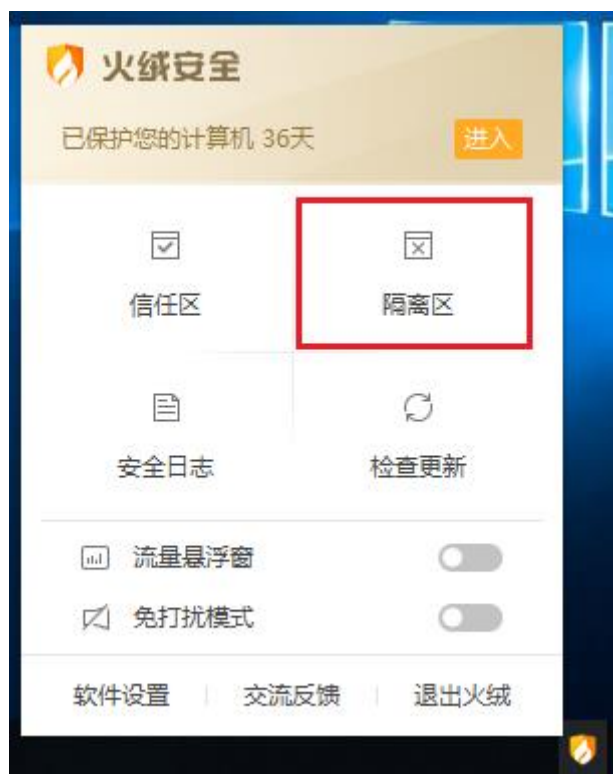 火绒安全
已保护您的计算机 36天 进入
信任区 隔离区
安全日志 检查更新
流量悬浮窗
免打扰模式
软件设置 交流反馈 退出火绒